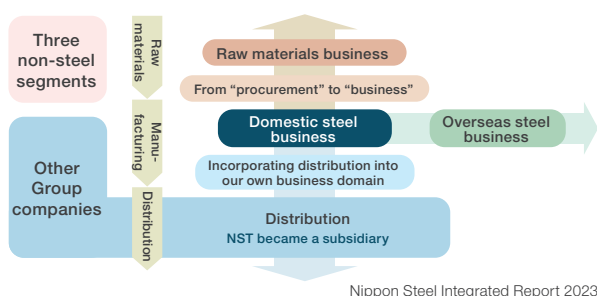 Three
non-steel
segments
Raw
materials
Raw materials business
From “procurement” to “business”
Manu-
facturing
Domestic steel
business
Overseas steel
business
Other
Group
companies
Incorporating distribution into
our own business domain
Distribution
Distribution
NST became a subsidiary
Nippon Steel Integrated Report 2023